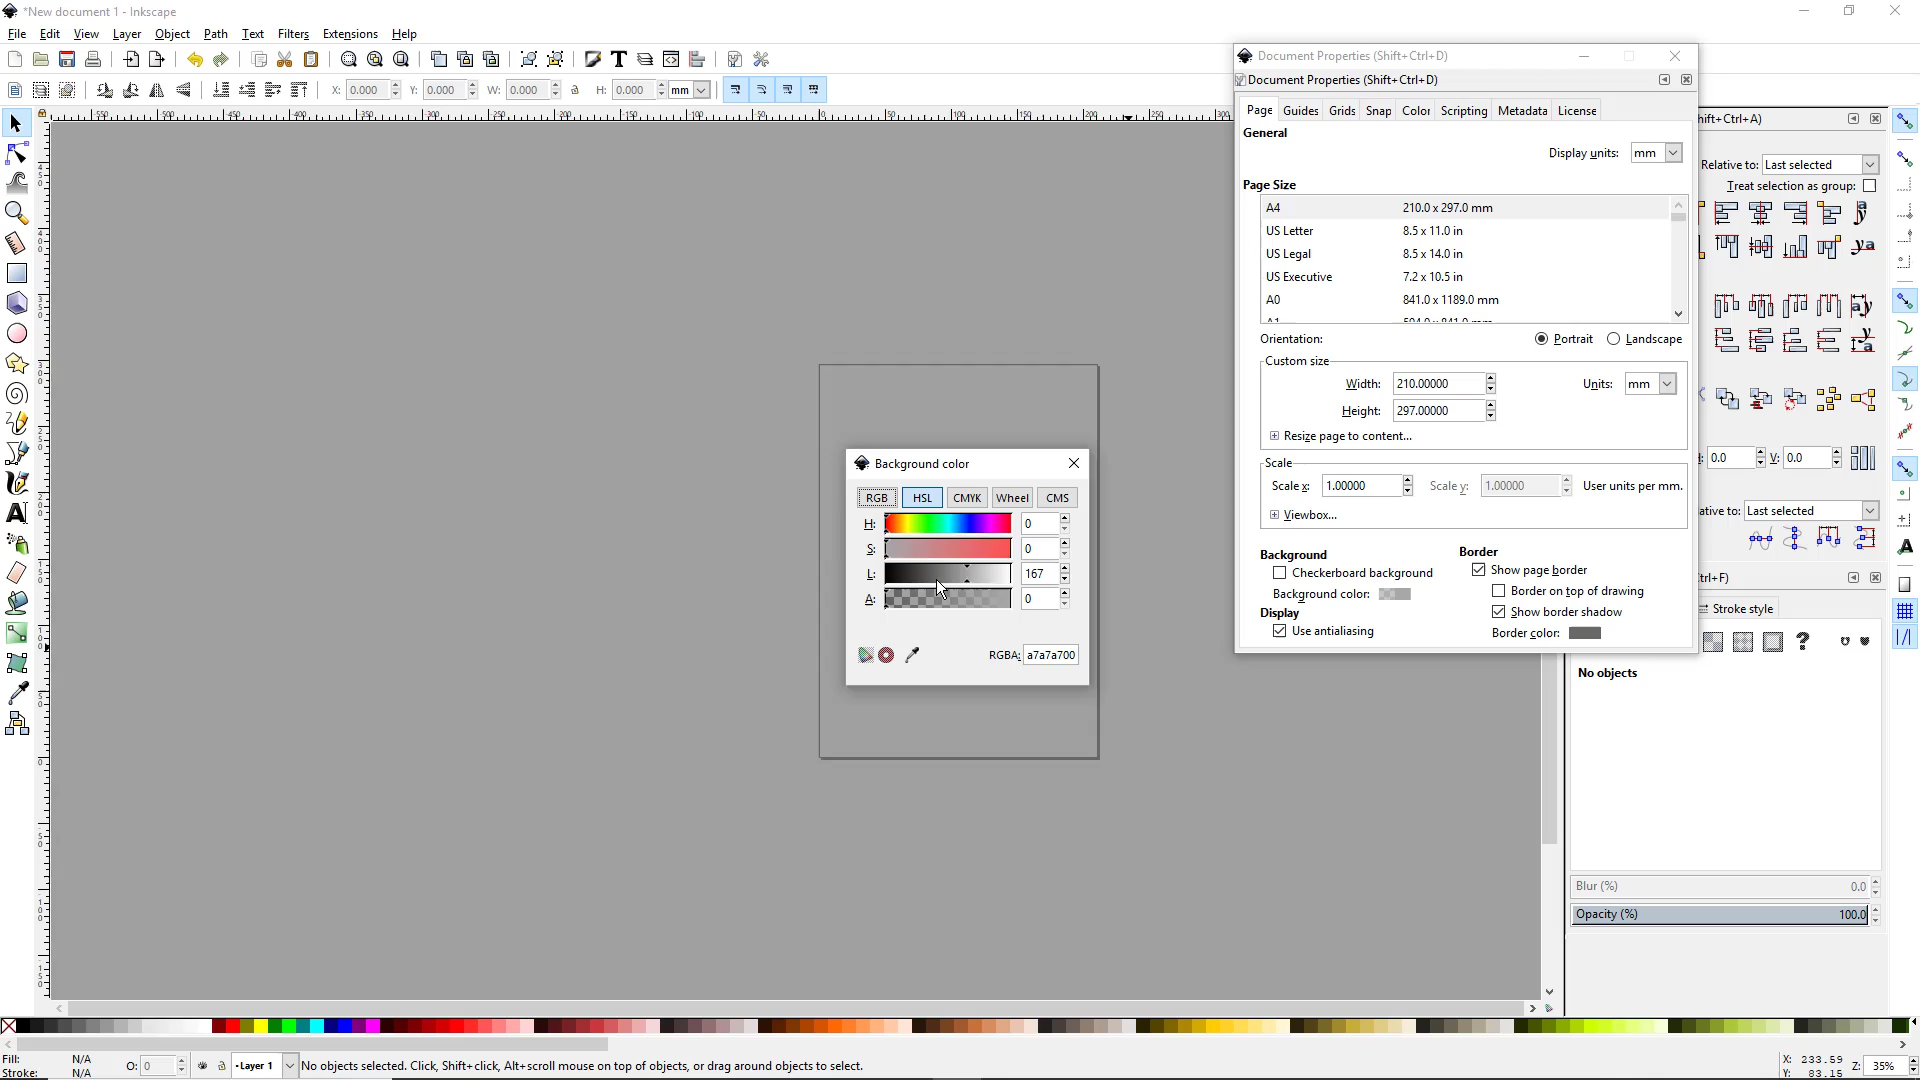 *New document 1 - Inkscape
File Edit View Layer Object Path Text Filters Extensions Help
X: 0.000 Y: 0.000 W: 0.000 H: 0.000 mm
Document Properties (Shift+Ctrl+D)
Document Properties (Shift+Ctrl+D)
Page Guides Grids Snap Color Scripting Metadata License
General
Display units: mm
Page Size
A4 210.0 x 297.0 mm
US Letter 8.5 x 11.0 in
US Legal 8.5 x 14.0 in
US Executive 7.2 x 10.5 in
A0 841.0 x 1189.0 mm
Orientation: Portrait Landscape
Custom size
Width: 210.00000 Units: mm
Height: 297.00000
Resize page to content...
Scale
Scale x: 1.00000 Scale y: 1.00000 User units per mm.
Viewbox...
Background
Checkerboard background
Background color:
Display
Use antialiasing
Border
Show page border
Border on top of drawing
Show border shadow
Border color:
Background color
RGB HSL CMYK Wheel CMS
H: 0
S: 0
L: 167
A: 0
RGBA: a7a7a700
hift+Ctrl+A)
Relative to: Last selected
Treat selection as group:
0.0 V: 0.0
ative to: Last selected
trl+F)
Stroke style
No objects
Blur (%) 0.0
Opacity (%) 100.0
Fill: N/A
Stroke: N/A
O: 0
Layer 1
No objects selected. Click, Shift+click, Alt+scroll mouse on top of objects, or drag around objects to select.
X: 233.59
Y: 83.15
Z: 35%